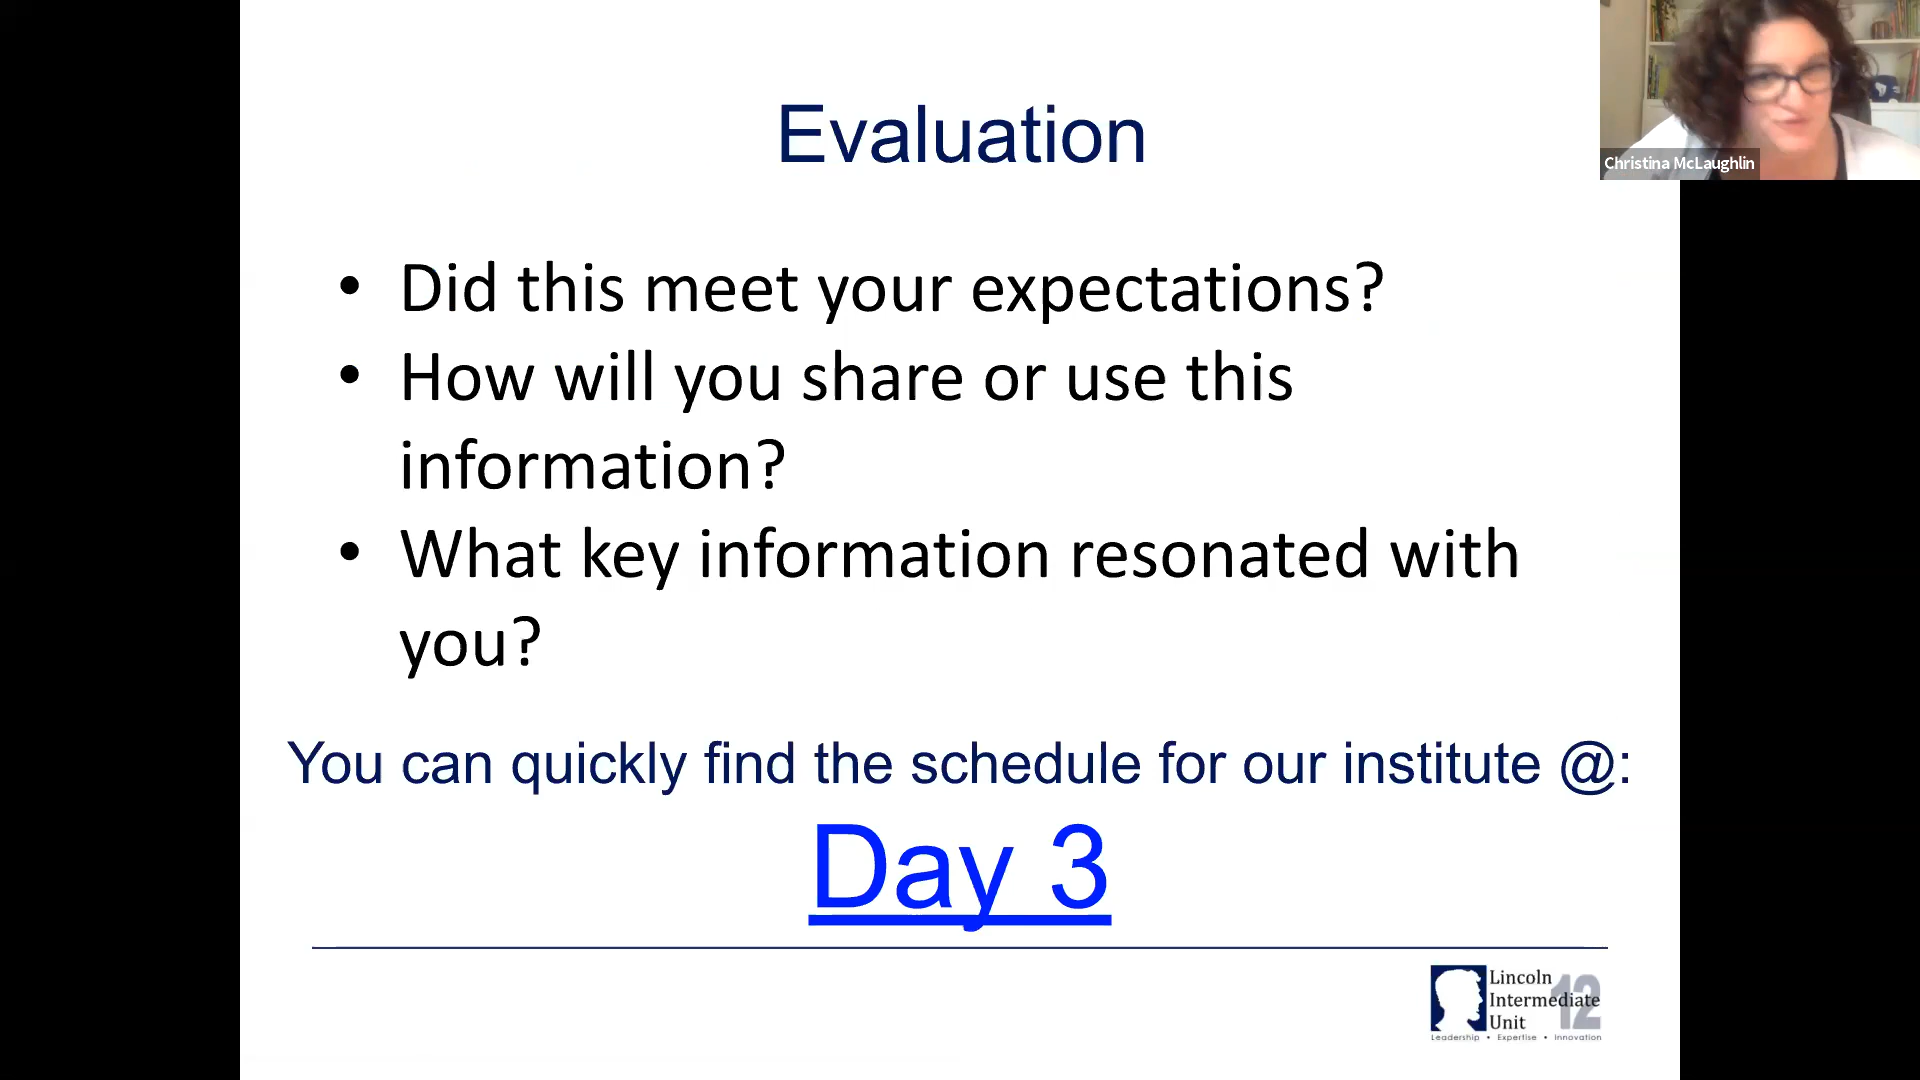 Evaluation
Christina McLaughlin
• Did this meet your expectations?
• How will you share or use this
information?
• What key information resonated with
you?
You can quickly find the schedule for our institute @:
Day 3
Lincoln
Intermediate
Unit
12
Leadership • Expertise • Innovation